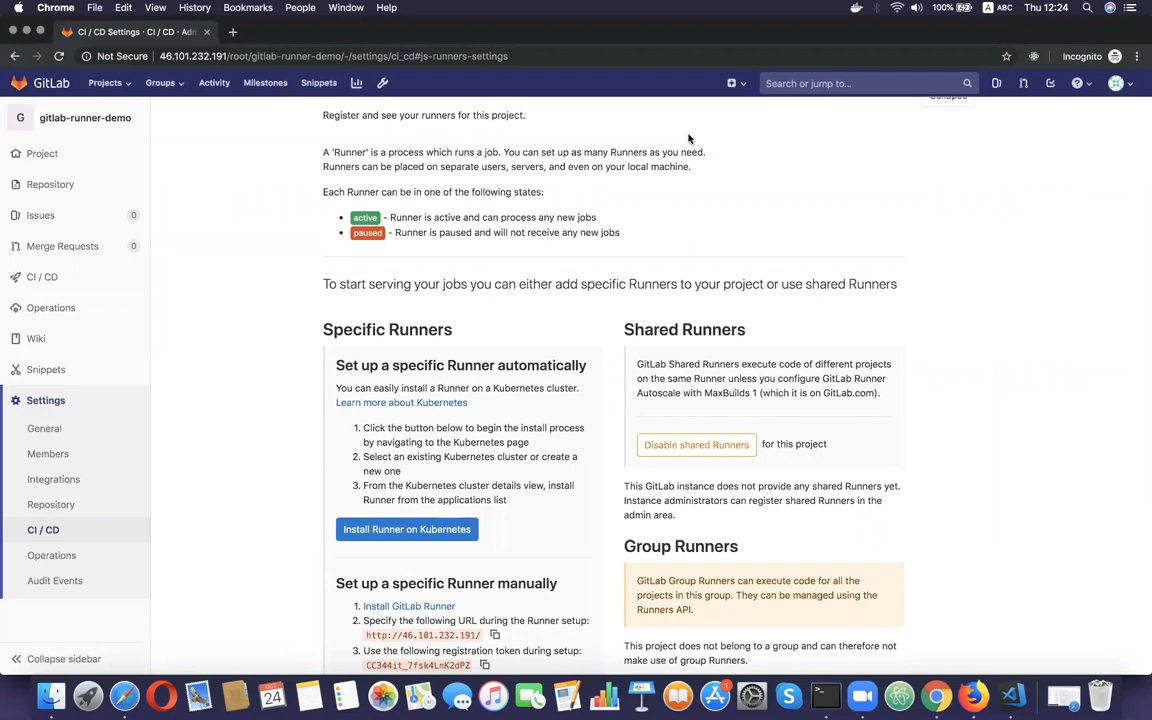 Chrome File Edit View History Bookmarks People Window Help 100% A ABC Thu 12:24
CI / CD Settings · CI / CD · Adm
Not Secure 46.101.232.191/root/gitlab-runner-demo/-/settings/ci_cd#js-runners-settings Incognito
GitLab Projects Groups Activity Milestones Snippets Search or jump to...
G gitlab-runner-demo
Project
Repository
Issues 0
Merge Requests 0
CI / CD
Operations
Wiki
Snippets
Settings
General
Members
Integrations
Repository
CI / CD
Operations
Audit Events
Collapse sidebar
Collapse
Register and see your runners for this project.
A 'Runner' is a process which runs a job. You can set up as many Runners as you need.
Runners can be placed on separate users, servers, and even on your local machine.
Each Runner can be in one of the following states:
active - Runner is active and can process any new jobs
paused - Runner is paused and will not receive any new jobs
To start serving your jobs you can either add specific Runners to your project or use shared Runners
Specific Runners
Set up a specific Runner automatically
You can easily install a Runner on a Kubernetes cluster.
Learn more about Kubernetes
1. Click the button below to begin the install process
by navigating to the Kubernetes page
2. Select an existing Kubernetes cluster or create a
new one
3. From the Kubernetes cluster details view, install
Runner from the applications list
Install Runner on Kubernetes
Set up a specific Runner manually
1. Install GitLab Runner
2. Specify the following URL during the Runner setup:
http://46.101.232.191/
3. Use the following registration token during setup:
CC344it_7fsk4LnK2dPZ
Shared Runners
GitLab Shared Runners execute code of different projects
on the same Runner unless you configure GitLab Runner
Autoscale with MaxBuilds 1 (which it is on GitLab.com).
Disable shared Runners for this project
This GitLab instance does not provide any shared Runners yet.
Instance administrators can register shared Runners in the
admin area.
Group Runners
GitLab Group Runners can execute code for all the
projects in this group. They can be managed using the
Runners API.
This project does not belong to a group and can therefore not
make use of group Runners.
24